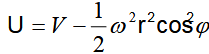 U = V − 1/2 ω²r²cos²φ